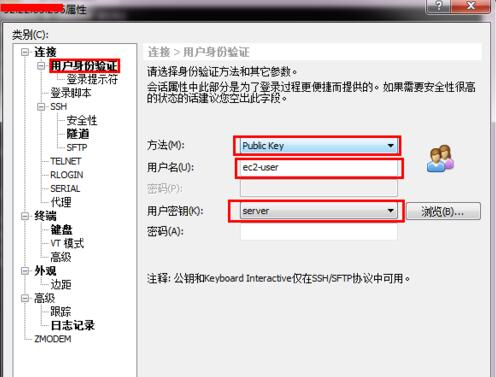 属性
类别(C):
连接
用户身份验证
登录提示符
登录脚本
SSH
安全性
隧道
SFTP
TELNET
RLOGIN
SERIAL
代理
终端
键盘
VT 模式
高级
外观
边距
高级
跟踪
日志记录
ZMODEM
连接 > 用户身份验证
请选择身份验证方法和其它参数。
会话属性中此部分是为了登录过程更便捷而提供的。如果需要安全性很高
的状态的话建议您空出此字段。
方法(M):
Public Key
用户名(U):
ec2-user
密码(P):
用户密钥(K):
server
浏览(B)...
密码(A):
注释: 公钥和Keyboard Interactive仅在SSH/SFTP协议中可用。